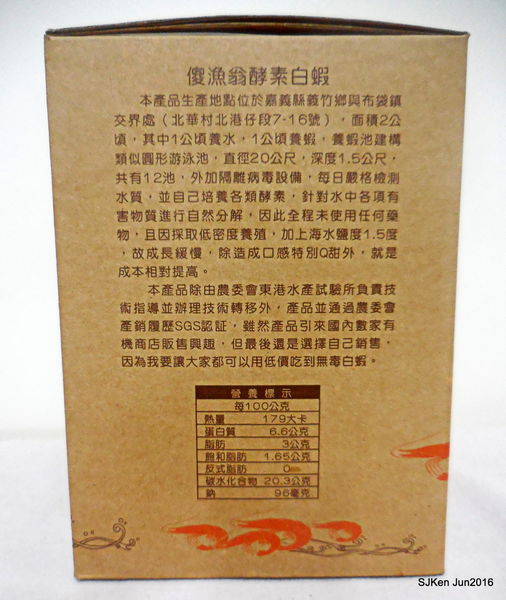 傻漁翁酵素白蝦
本產品生產地點位於嘉義縣義竹鄉與布袋鎮
交界處（北華村北港仔段7-16號），面積2公
頃，其中1公頃養水，1公頃養蝦，養蝦池建構
類似圓形游泳池，直徑20公尺，深度1.5公尺，
共有12池，外加隔離病毒設備，每日嚴格檢測
水質，並自己培養各類酵素，針對水中各項有
害物質進行自然分解，因此全程未使用任何藥
物，且因採取低密度養殖，加上海水鹽度1.5度
，故成長緩慢，除造成口感特別Q甜外，就是
成本相對提高。
本產品除由農委會東港水產試驗所負責技
術指導並辦理技術轉移外，產品並通過農委會
產銷履歷SGS認証，雖然產品引來國內數家有
機商店販售興趣，但最後還是選擇自己銷售，
因為我要讓大家都可以用低價吃到無毒白蝦。
營養標示
每100公克
熱量 179大卡
蛋白質 6.6公克
脂肪 3公克
飽和脂肪 1.65公克
反式脂肪 0
碳水化合物 20.3公克
鈉 96毫克
SJKen Jun2016